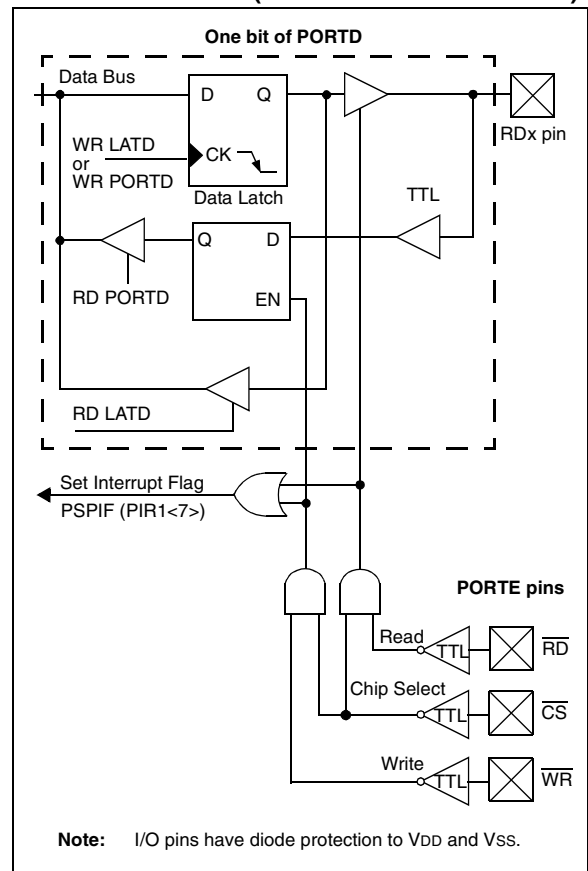 One bit of PORTD
Data Bus
D Q
RDx pin
WR LATD
or
WR PORTD
CK
Data Latch
TTL
Q D
EN
RD PORTD
RD LATD
Set Interrupt Flag
PSPIF (PIR1<7>)
PORTE pins
Read
TTL
RD
Chip Select
TTL
CS
Write
TTL
WR
Note: I/O pins have diode protection to VDD and VSS.